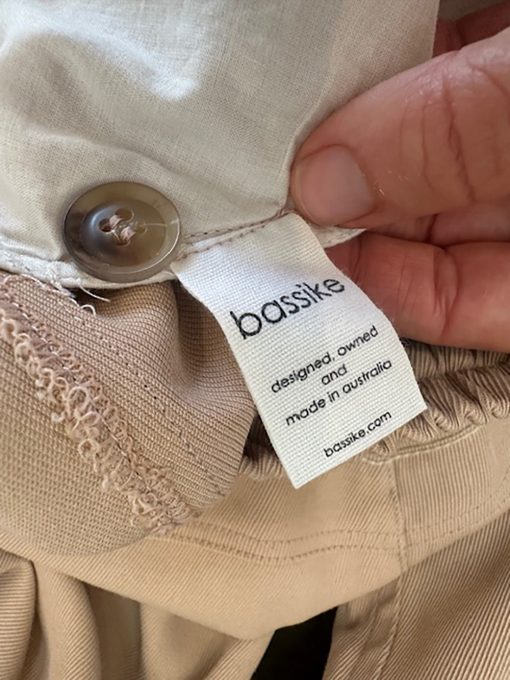 bassike
designed, owned
and
made in australia
bassike.com